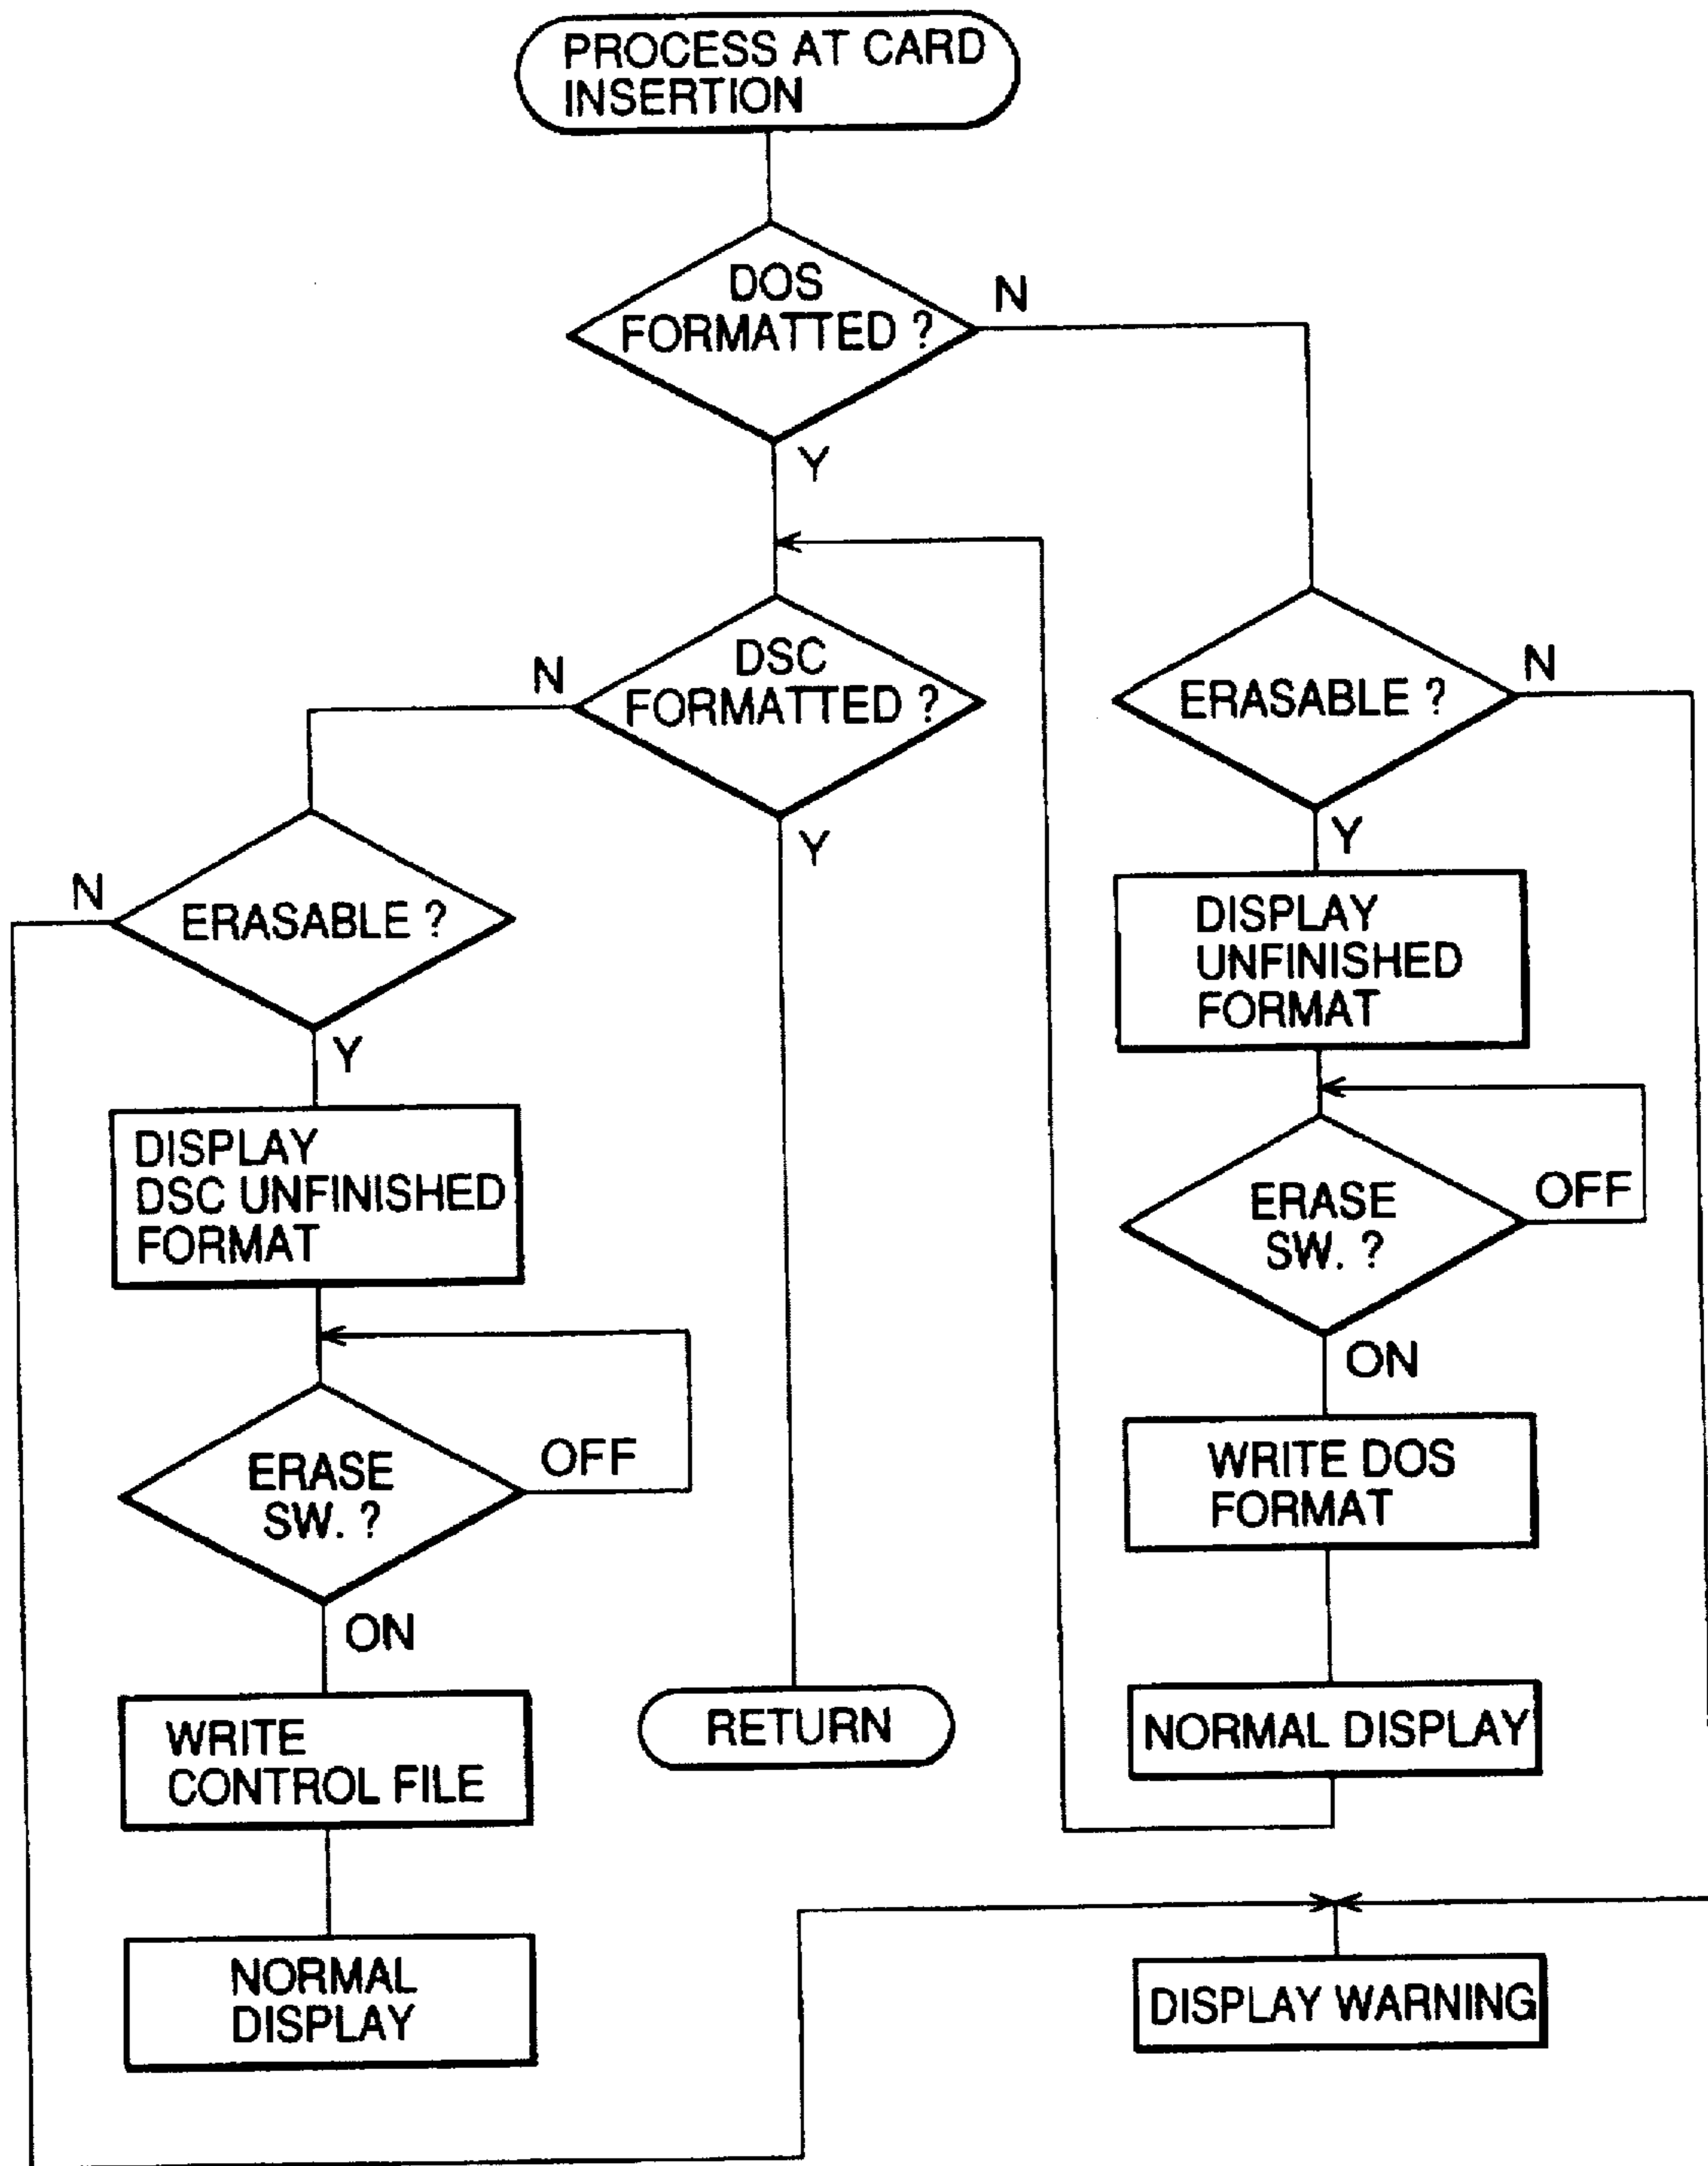 PROCESS AT CARD
INSERTION
DOS
FORMATTED ?
N
Y
DSC
FORMATTED ?
N
Y
ERASABLE ?
N
Y
DISPLAY
UNFINISHED
FORMAT
ERASE
SW. ?
OFF
ON
WRITE DOS
FORMAT
NORMAL DISPLAY
ERASABLE ?
N
Y
DISPLAY
DSC UNFINISHED
FORMAT
ERASE
SW. ?
OFF
ON
WRITE
CONTROL FILE
NORMAL
DISPLAY
RETURN
DISPLAY WARNING